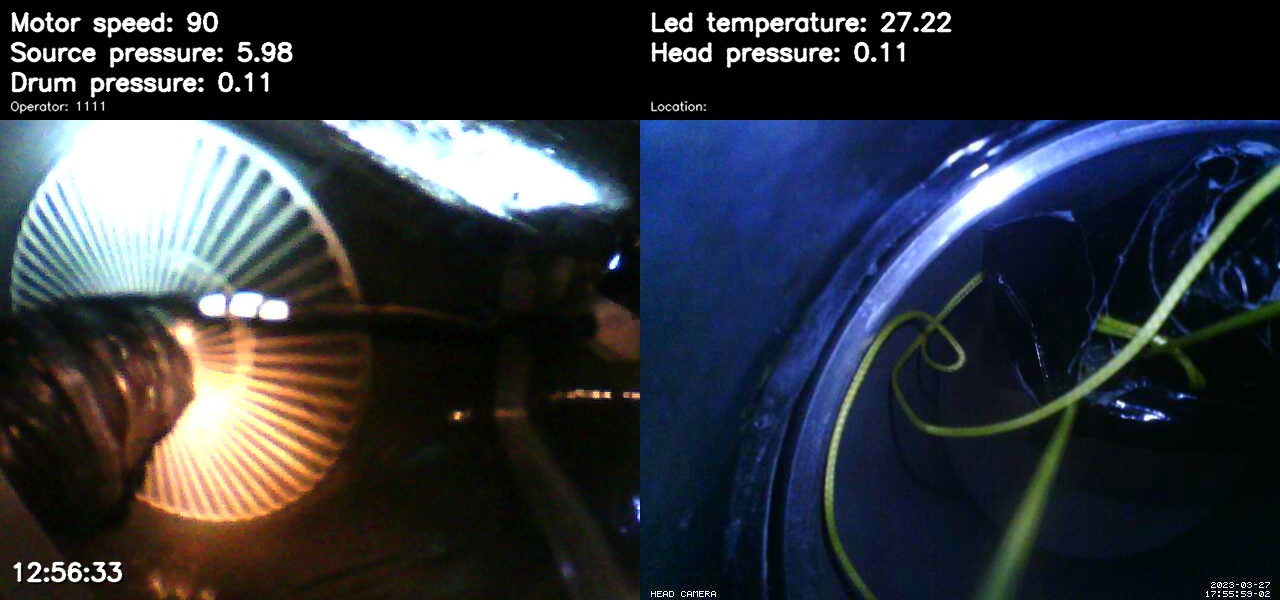 Motor speed: 90
Source pressure: 5.98
Drum pressure: 0.11
Operator: 1111
Led temperature: 27.22
Head pressure: 0.11
Location:
12:56:33
HEAD CAMERA
2023-03-27
17:55:59-02